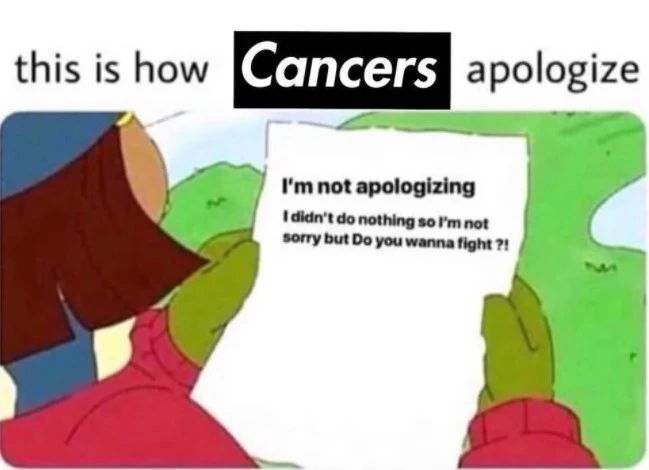 this is how Cancers apologize
I'm not apologizing
I didn't do nothing so I'm not
sorry but Do you wanna fight ?!